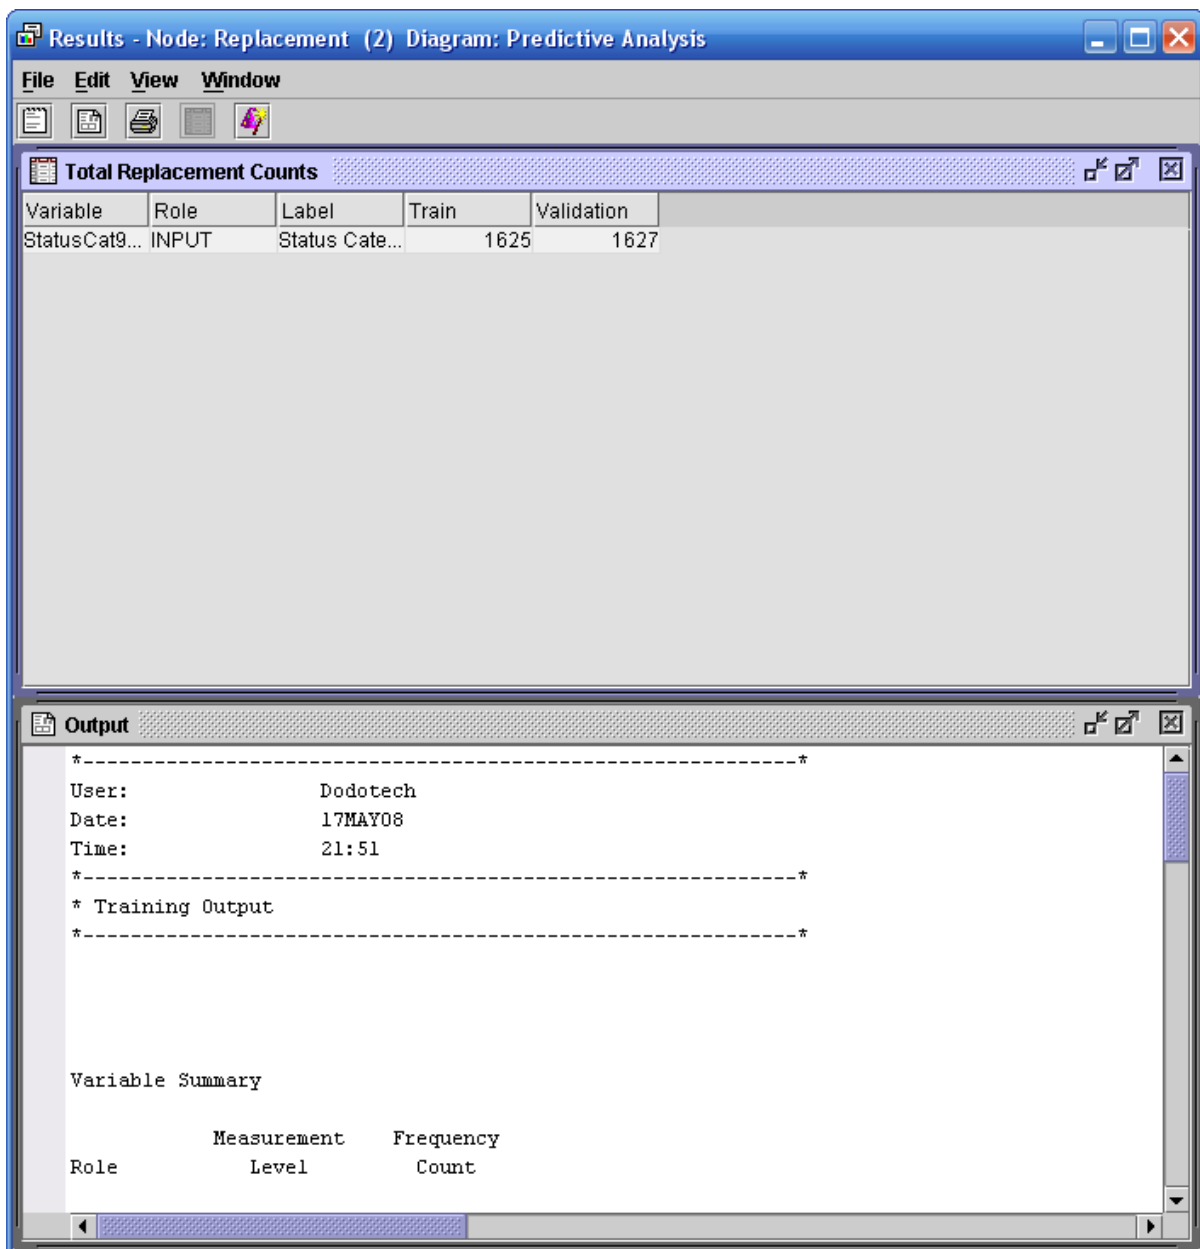 Results - Node: Replacement (2) Diagram: Predictive Analysis
File Edit View Window
Total Replacement Counts
Variable Role Label Train Validation
StatusCat9... INPUT Status Cate... 1625 1627
Output
*------------------------------------------------------------*
User: Dodotech
Date: 17MAY08
Time: 21:51
*------------------------------------------------------------*
* Training Output
*------------------------------------------------------------*
Variable Summary
Measurement Frequency
Role Level Count